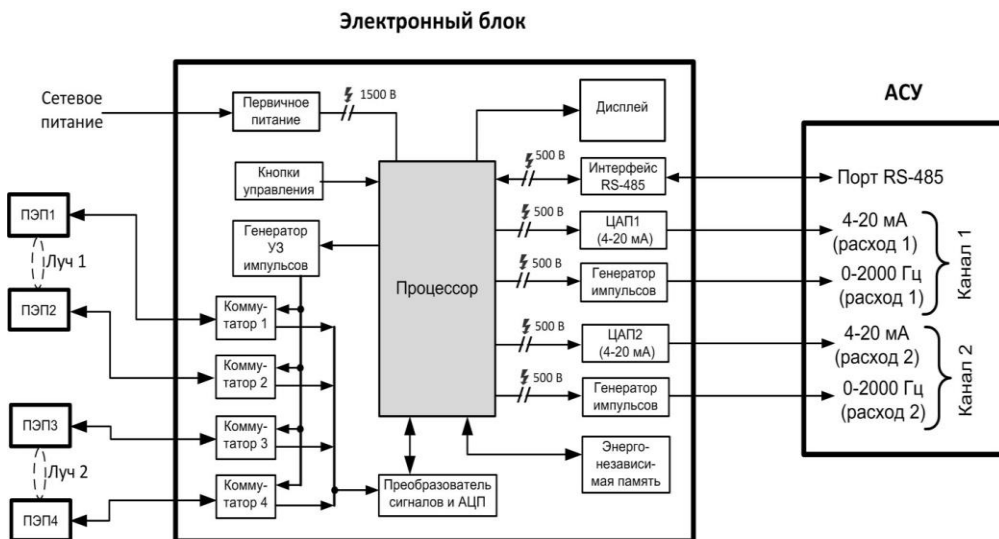 Электронный блок
АСУ
Сетевое
питание
Первичное
питание
1500 В
Дисплей
Кнопки
управления
500 В
Интерфейс
RS-485
Порт RS-485
ПЭП1
Луч 1
ПЭП2
Генератор
УЗ
импульсов
Процессор
500 В
ЦАП1
(4-20 мА)
4-20 мА
(расход 1)
500 В
Генератор
импульсов
0-2000 Гц
(расход 1)
Канал 1
Комму-
татор 1
Комму-
татор 2
500 В
ЦАП2
(4-20 мА)
4-20 мА
(расход 2)
500 В
Генератор
импульсов
0-2000 Гц
(расход 2)
Канал 2
ПЭП3
Луч 2
ПЭП4
Комму-
татор 3
Комму-
татор 4
Преобразователь
сигналов и АЦП
Энерго-
независи-
мая память